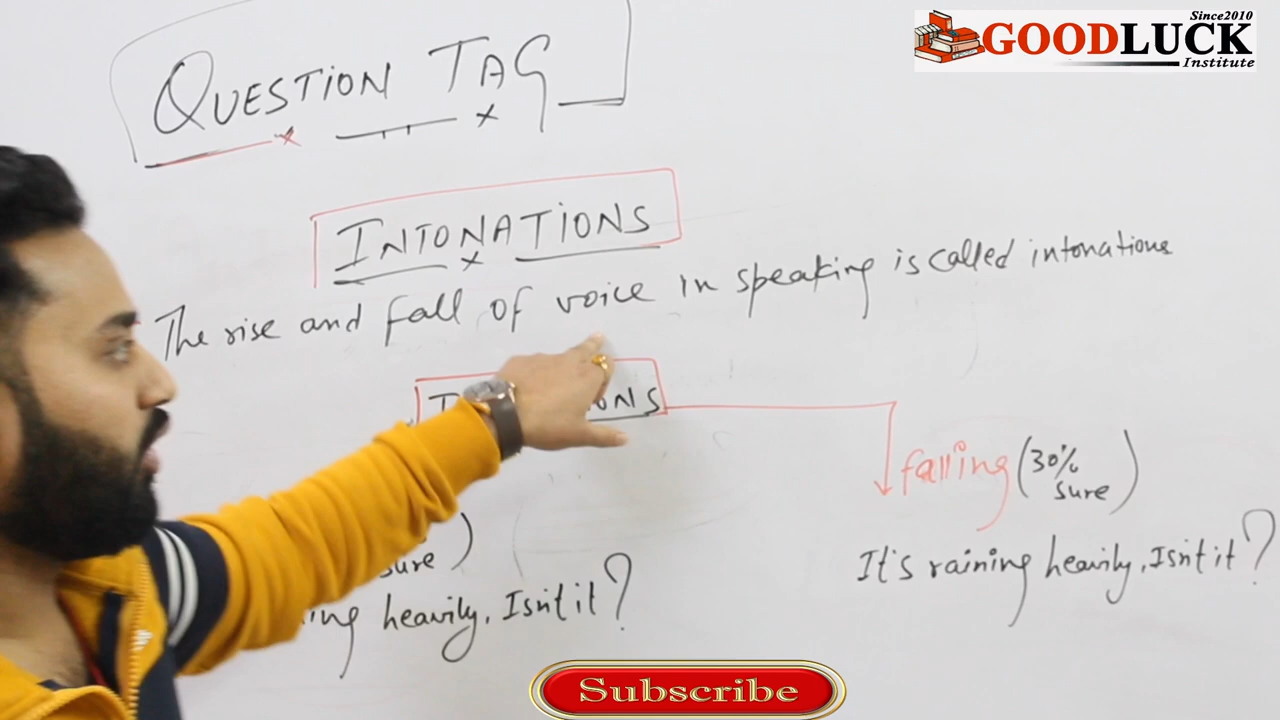 Since2010
GOODLUCK
Institute
QUESTION TAG
INTONATIONS
The rise and fall of voice in speaking is called intonations
falling (30%
sure)
sure)
It's raining heavily, Isn't it?
heavily, Isn't it?
Subscribe